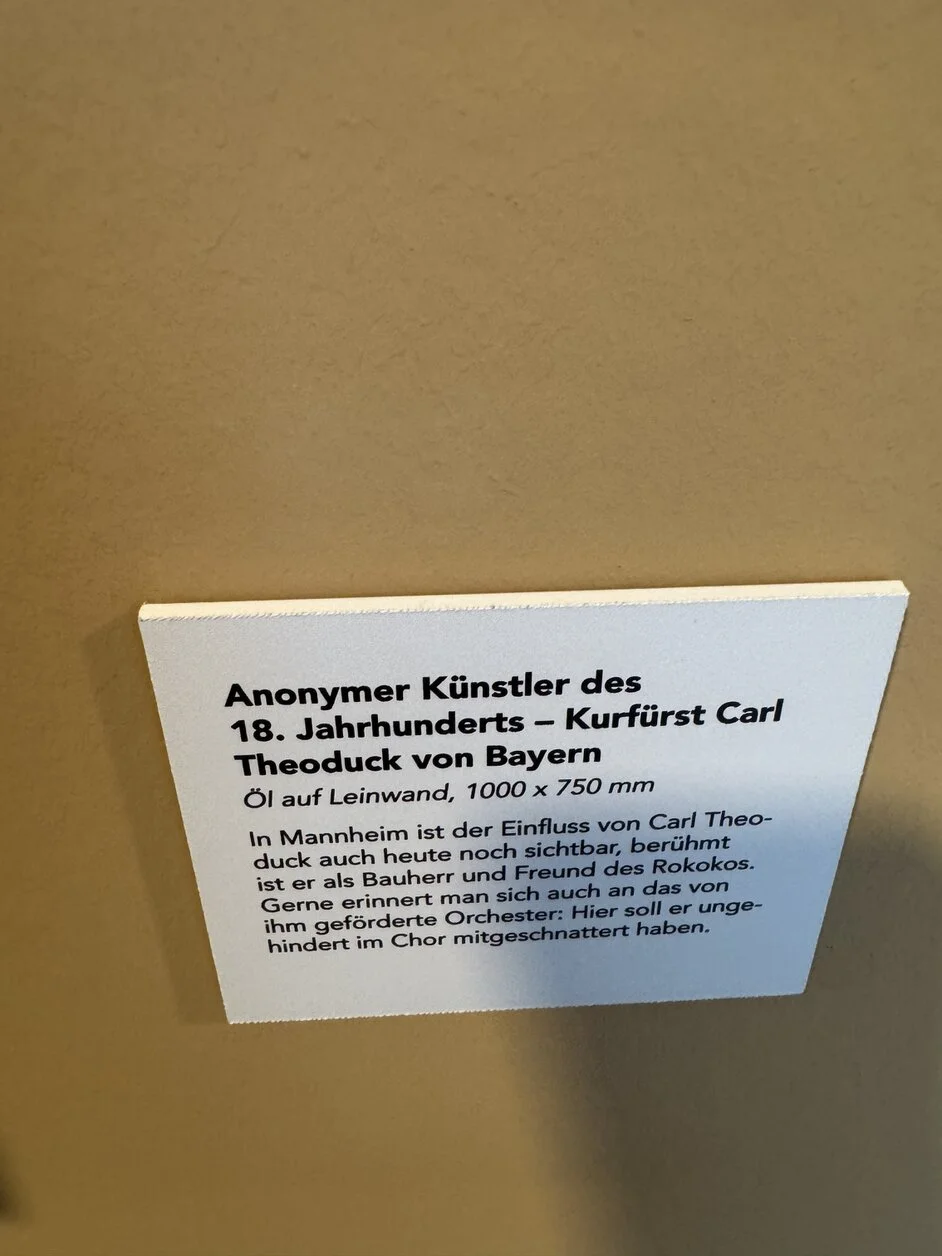 Anonymer Künstler des
18. Jahrhunderts – Kurfürst Carl
Theoduck von Bayern
Öl auf Leinwand, 1000 x 750 mm
In Mannheim ist der Einfluss von Carl Theo-
duck auch heute noch sichtbar, berühmt
ist er als Bauherr und Freund des Rokokos.
Gerne erinnert man sich auch an das von
ihm geförderte Orchester: Hier soll er unge-
hindert im Chor mitgeschnattert haben.